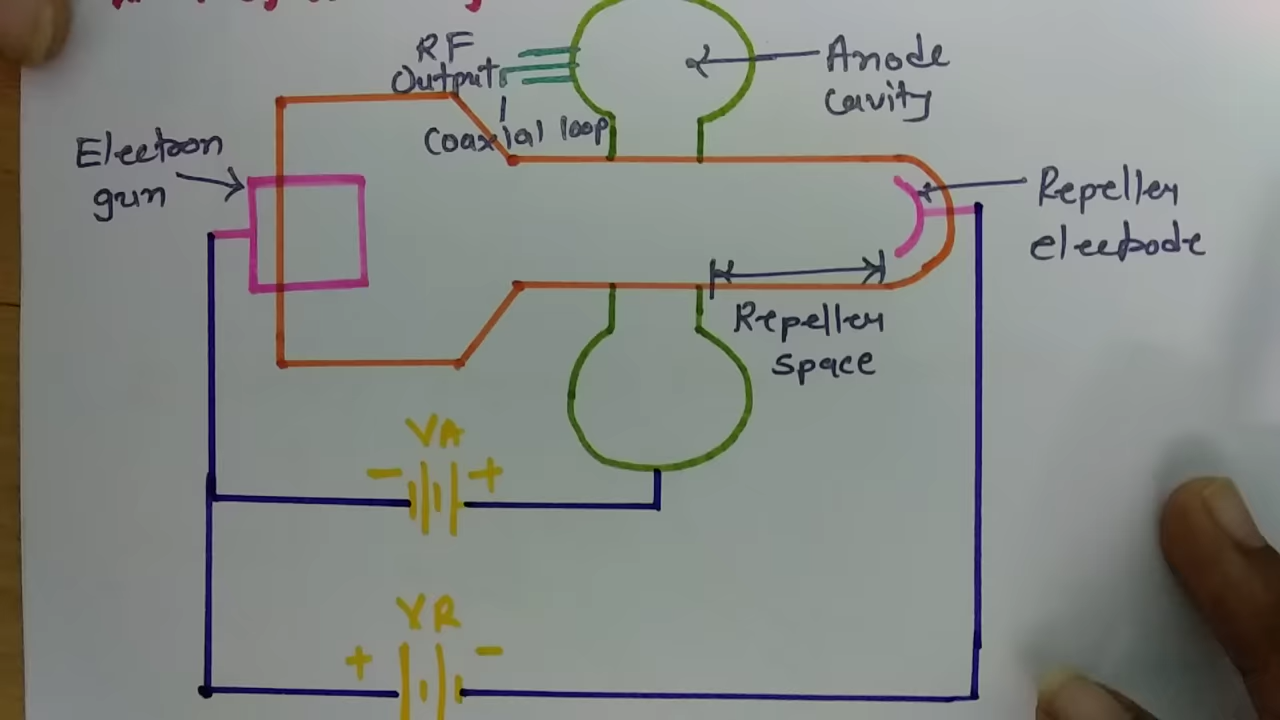 RF
Output
Coaxial loop
Anode
cavity
Electron
gun
Repeller
electrode
Repeller
space
VA
- +
VR
+ -